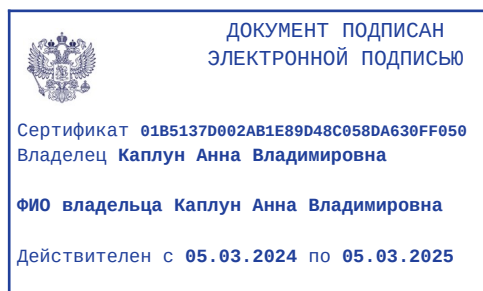 ДОКУМЕНТ ПОДПИСАН
ЭЛЕКТРОННОЙ ПОДПИСЬЮ
Сертификат 01B5137D002AB1E89D48C058DA630FF050
Владелец Каплун Анна Владимировна
ФИО владельца Каплун Анна Владимировна
Действителен с 05.03.2024 по 05.03.2025